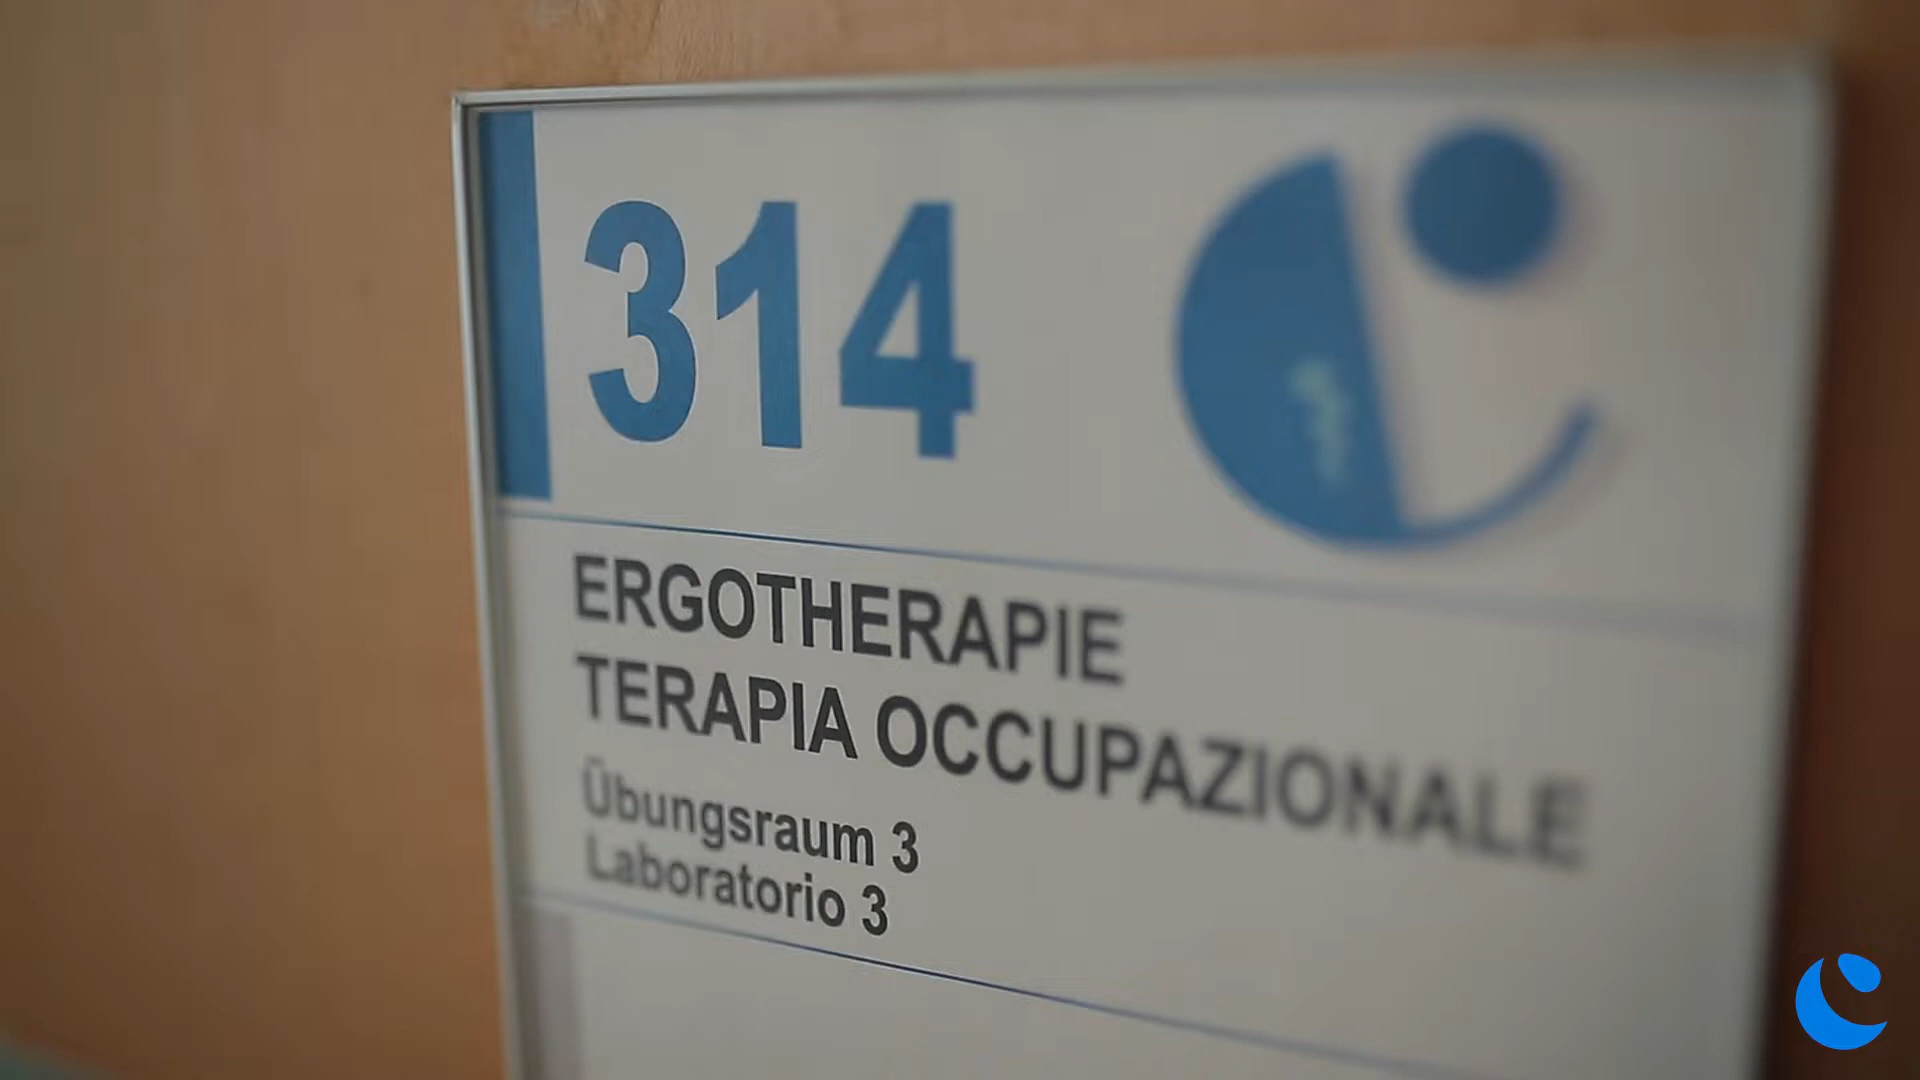 314
ERGOTHERAPIE
TERAPIA OCCUPAZIONALE
Übungsraum 3
Laboratorio 3